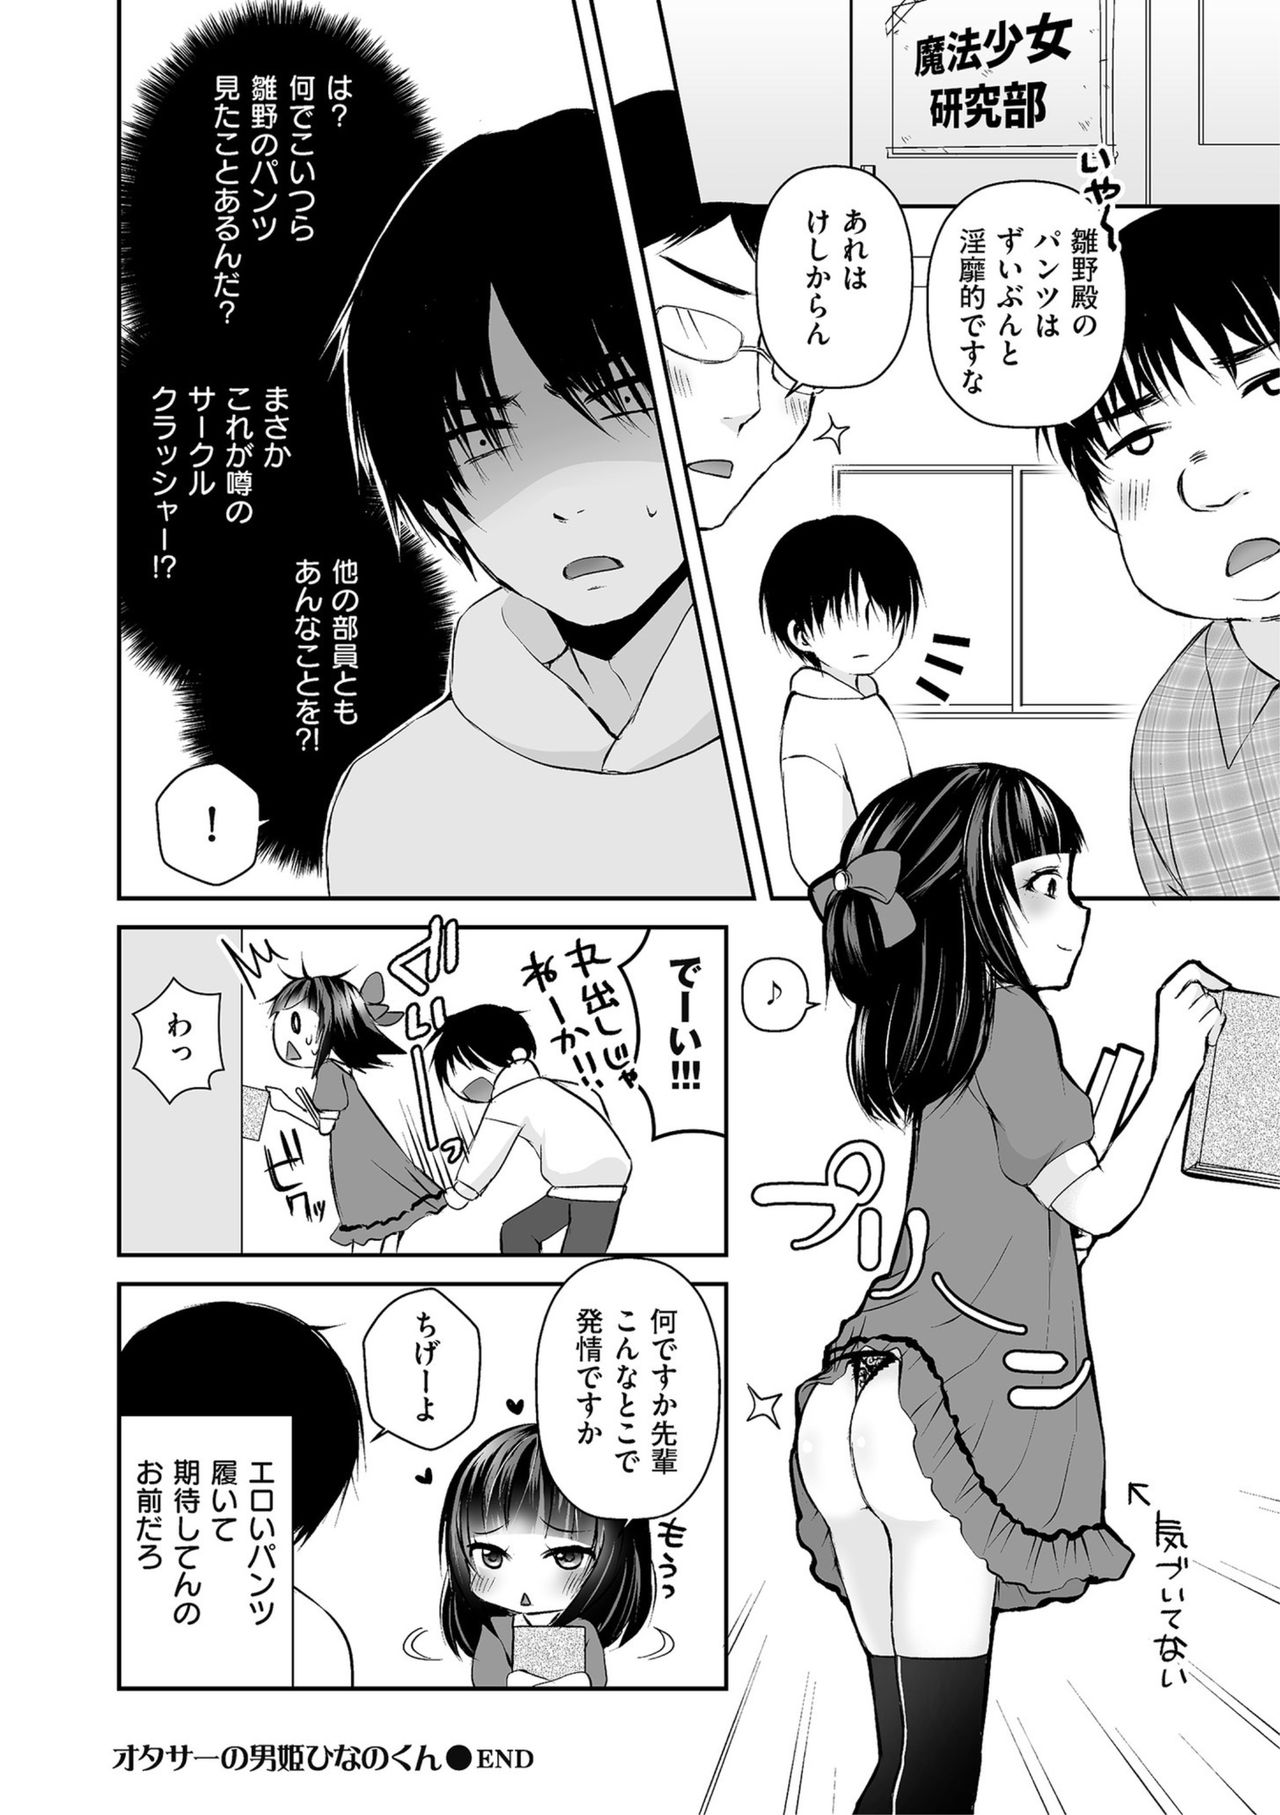 魔法少女
研究部
いや〜
雛野殿の
パンツは
ずいぶんと
淫靡的ですな
あれは
けしからん
は？
何でこいつら
雛野のパンツ
見たことあるんだ？
まさか
これが噂の
サークル
クラッシャー!?
他の部員とも
あんなことを?!
！
♪
プリン
ン
←気づいてない
でーい!!!
丸出しじゃ
ねーか!!!
ぐいーっ
わっ
ビクッ
何ですか先輩
こんなとこで
発情ですか
もうっ
ちげーよ
エロいパンツ
履いて
期待してんの
お前だろ
オタサーの男姫ひなのくん●END